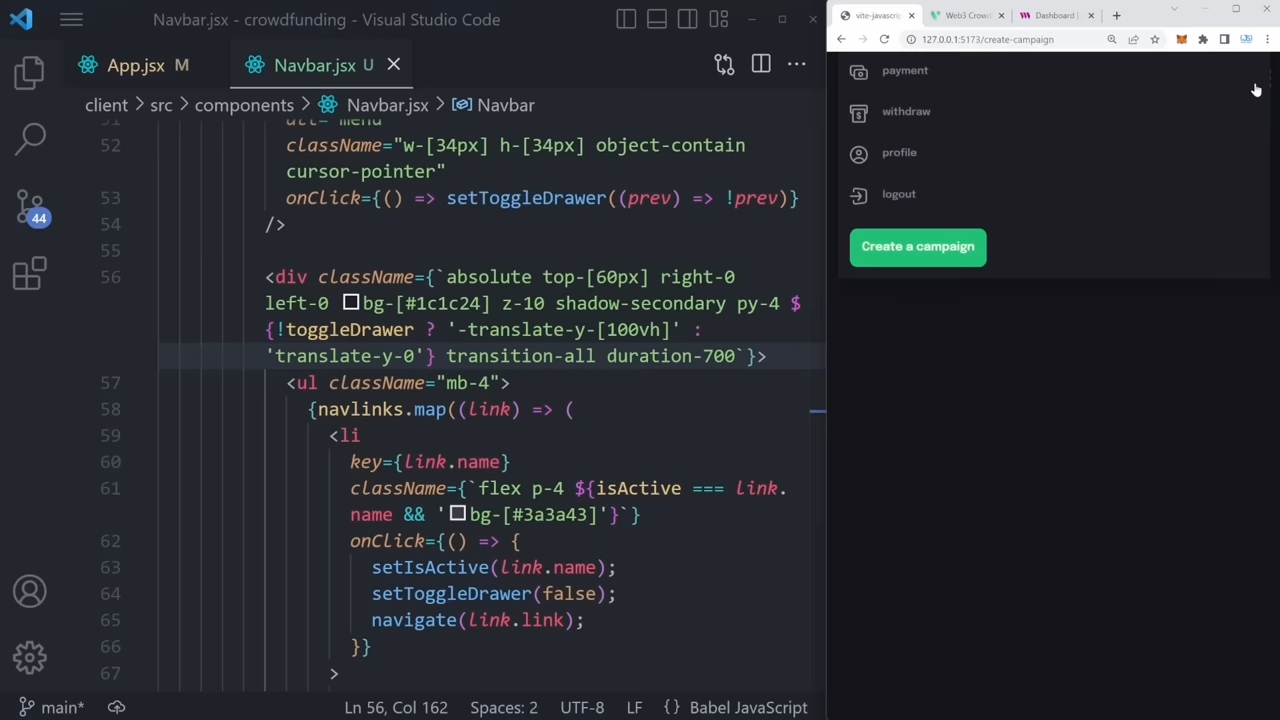 Navbar.jsx - crowdfunding - Visual Studio Code
App.jsx M
Navbar.jsx U
client > src > components > Navbar.jsx > Navbar
51 alt="menu"
52 className="w-[34px] h-[34px] object-contain
cursor-pointer"
53 onClick={() => setToggleDrawer((prev) => !prev)}
54 />
55
56 <div className={`absolute top-[60px] right-0
left-0 bg-[#1c1c24] z-10 shadow-secondary py-4 $
{!toggleDrawer ? '-translate-y-[100vh]' :
'translate-y-0'} transition-all duration-700`}>
57 <ul className="mb-4">
58 {navlinks.map((link) => (
59 <li
60 key={link.name}
61 className={`flex p-4 ${isActive === link.
name && 'bg-[#3a3a43]'}`}
62 onClick={() => {
63 setIsActive(link.name);
64 setToggleDrawer(false);
65 navigate(link.link);
66 }}
67 >
44
main* Ln 56, Col 162 Spaces: 2 UTF-8 LF {} Babel JavaScript
vite-javascri
Web3 Crowd
Dashboard |
127.0.0.1:5173/create-campaign
payment
withdraw
profile
logout
Create a campaign